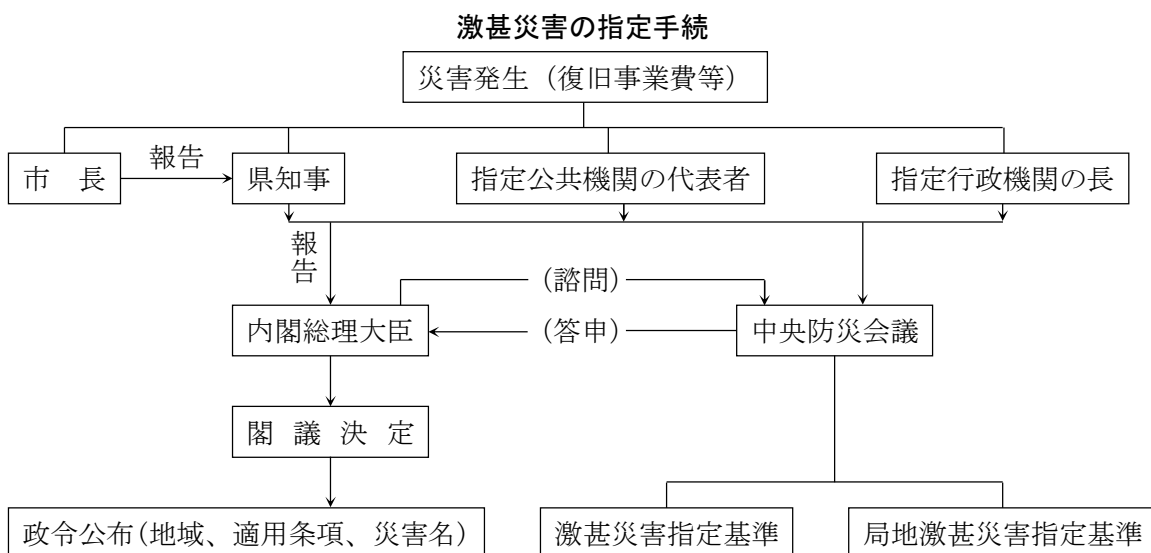 激甚災害の指定手続
災害発生（復旧事業費等）
市　長
報告
県知事
指定公共機関の代表者
指定行政機関の長
報告
(諮問)
内閣総理大臣
(答申)
中央防災会議
閣　議　決　定
政令公布(地域、適用条項、災害名)
激甚災害指定基準
局地激甚災害指定基準